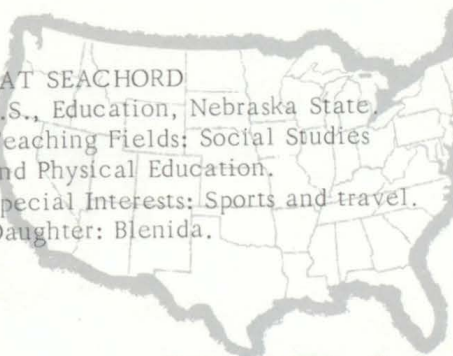 AT SEACHORD
.S., Education, Nebraska State.
eaching Fields: Social Studies
nd Physical Education.
pecial Interests: Sports and travel.
Daughter: Blenida.